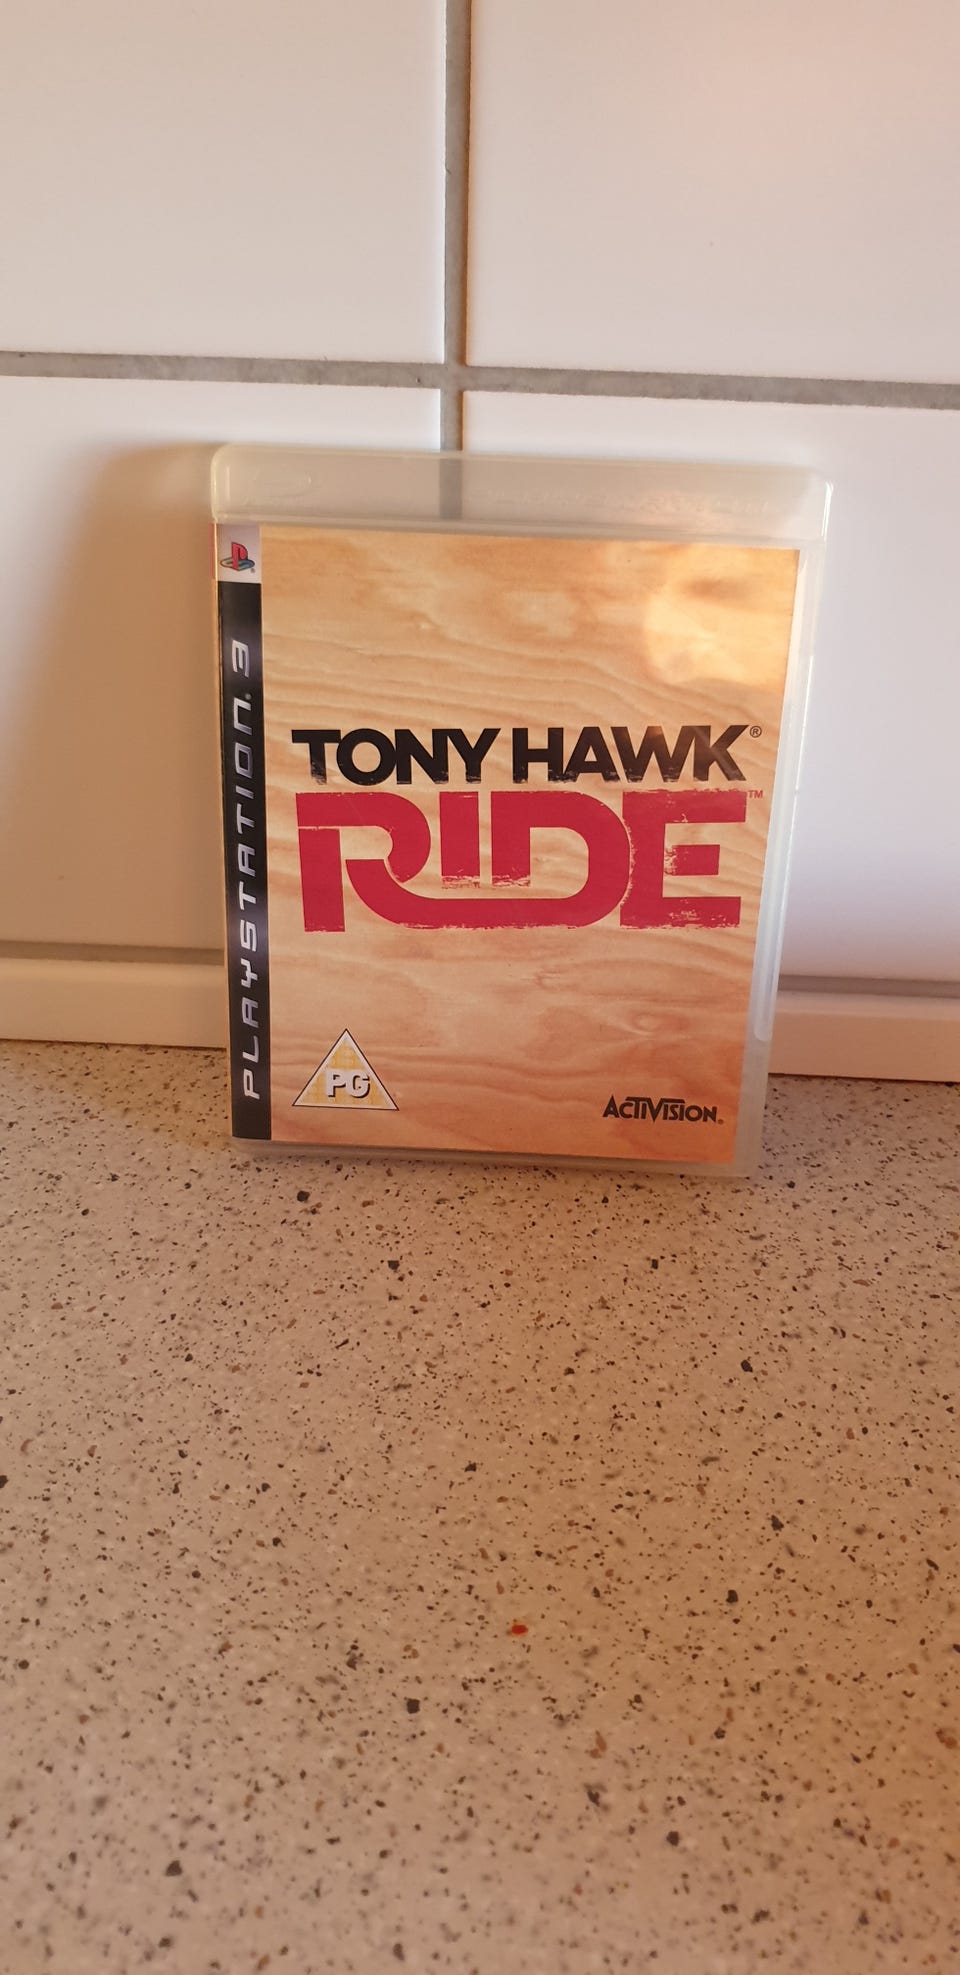 PLAYSTATION. 3
TONY HAWK®
RIDE™
PG
ACTIVISION.